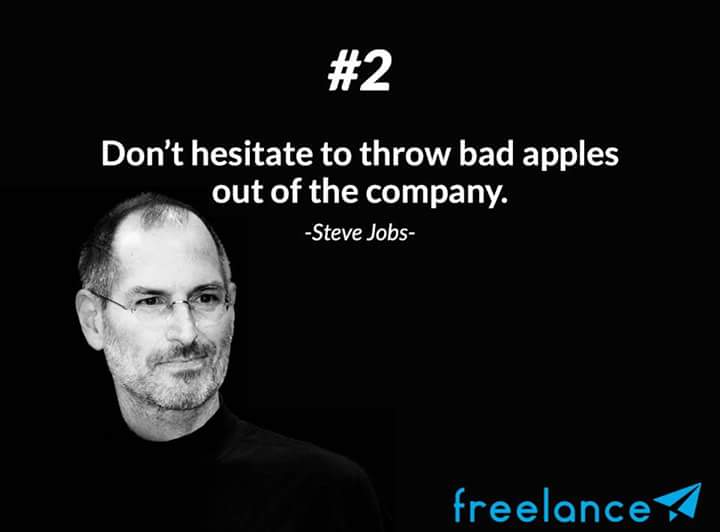 #2
Don’t hesitate to throw bad apples
out of the company.
-Steve Jobs-
freelance